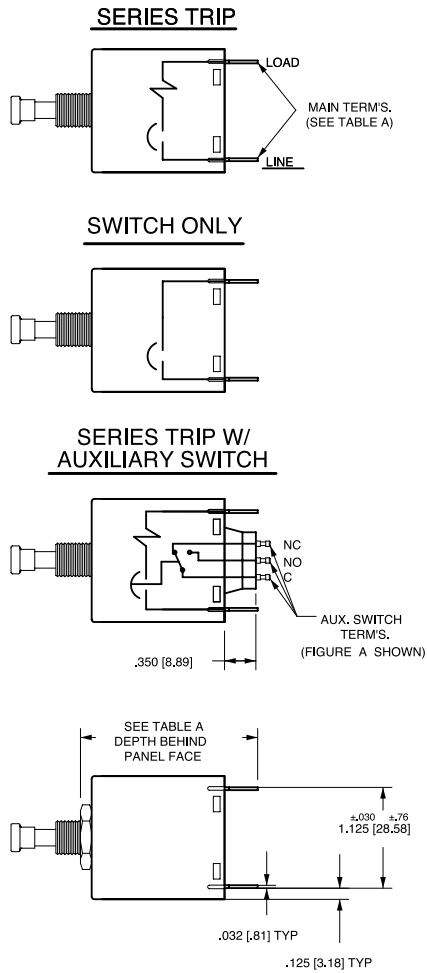 SERIES TRIP
LOAD
MAIN TERM'S.
(SEE TABLE A)
LINE
SWITCH ONLY
SERIES TRIP W/
AUXILIARY SWITCH
NC
NO
C
AUX. SWITCH
TERM'S.
(FIGURE A SHOWN)
.350 [8.89]
SEE TABLE A
DEPTH BEHIND
PANEL FACE
±.030 ±.76
1.125 [28.58]
.032 [.81] TYP
.125 [3.18] TYP